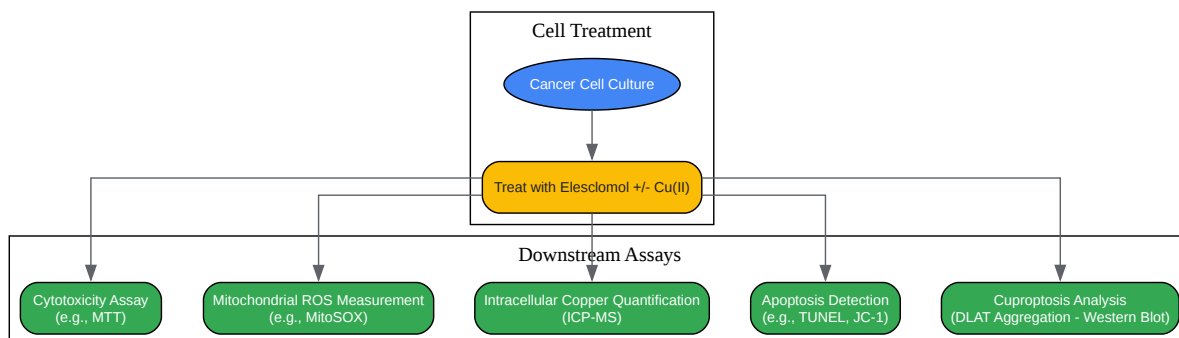 Cell Treatment
Cancer Cell Culture
Treat with Elesclomol +/- Cu(II)
Downstream Assays
Cytotoxicity Assay
(e.g., MTT)
Mitochondrial ROS Measurement
(e.g., MitoSOX)
Intracellular Copper Quantification
(ICP-MS)
Apoptosis Detection
(e.g., TUNEL, JC-1)
Cuproptosis Analysis
(DLAT Aggregation - Western Blot)